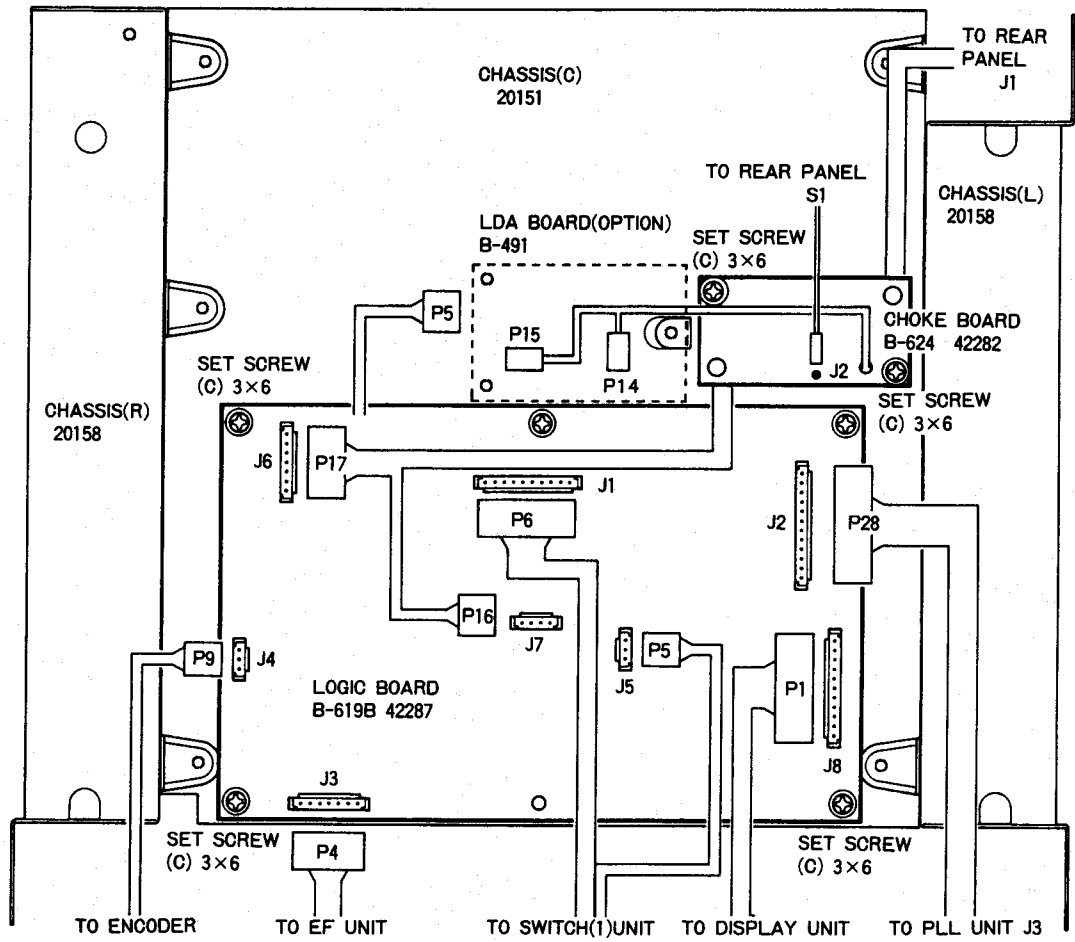 TO REAR
PANEL
J1
CHASSIS(C)
20151
TO REAR PANEL
S1
CHASSIS(L)
20158
LDA BOARD(OPTION)
B-491
SET SCREW
(C) 3×6
P5
P15
P14
CHOKE BOARD
B-624 42282
J2
SET SCREW
(C) 3×6
SET SCREW
(C) 3×6
CHASSIS(R)
20158
J6
P17
J1
P6
J2
P28
P16
J7
P9
J4
J5
P5
P1
LOGIC BOARD
B-619B 42287
J8
J3
SET SCREW
(C) 3×6
P4
SET SCREW
(C) 3×6
TO ENCODER
TO EF UNIT
TO SWITCH(1)UNIT
TO DISPLAY UNIT
TO PLL UNIT J3